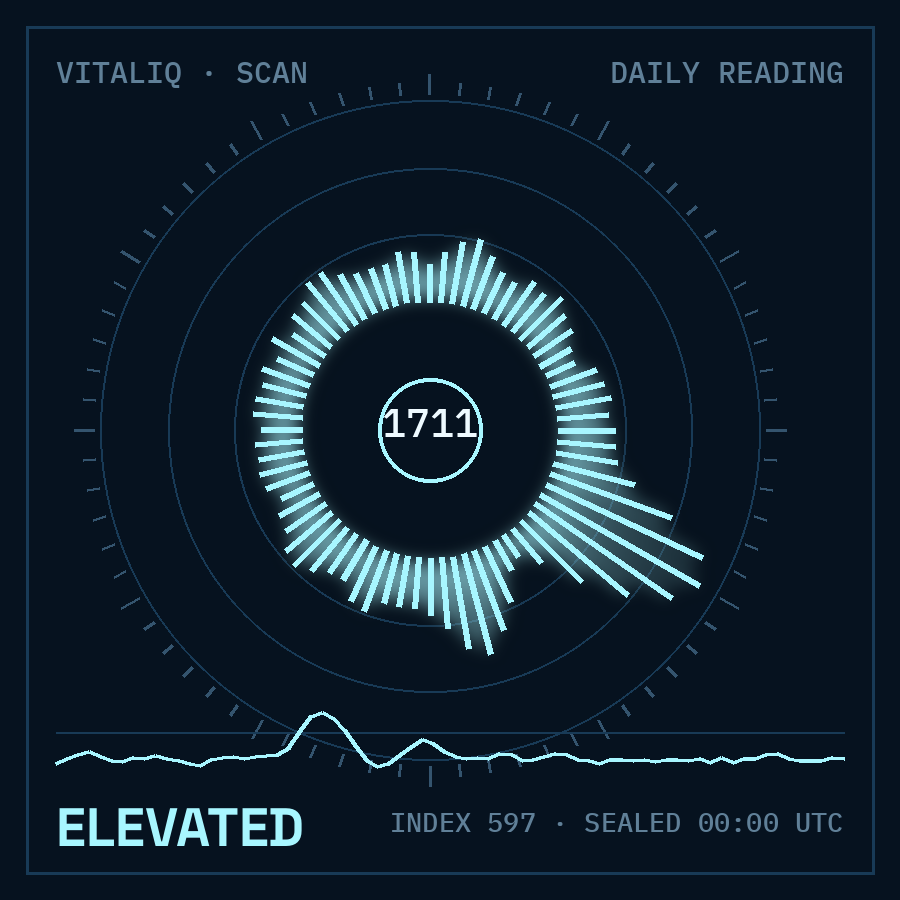 VITALIQ · SCAN
DAILY READING
1711
ELEVATED
INDEX 597 · SEALED 00:00 UTC